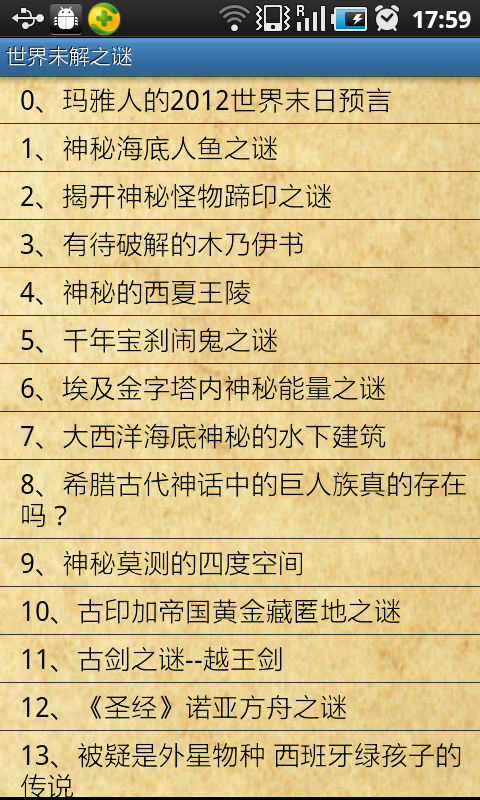 R
17:59
世界未解之谜
0、玛雅人的2012世界末日预言
1、神秘海底人鱼之谜
2、揭开神秘怪物蹄印之谜
3、有待破解的木乃伊书
4、神秘的西夏王陵
5、千年宝刹闹鬼之谜
6、埃及金字塔内神秘能量之谜
7、大西洋海底神秘的水下建筑
8、希腊古代神话中的巨人族真的存在
吗？
9、神秘莫测的四度空间
10、古印加帝国黄金藏匿地之谜
11、古剑之谜--越王剑
12、《圣经》诺亚方舟之谜
13、被疑是外星物种 西班牙绿孩子的
传说